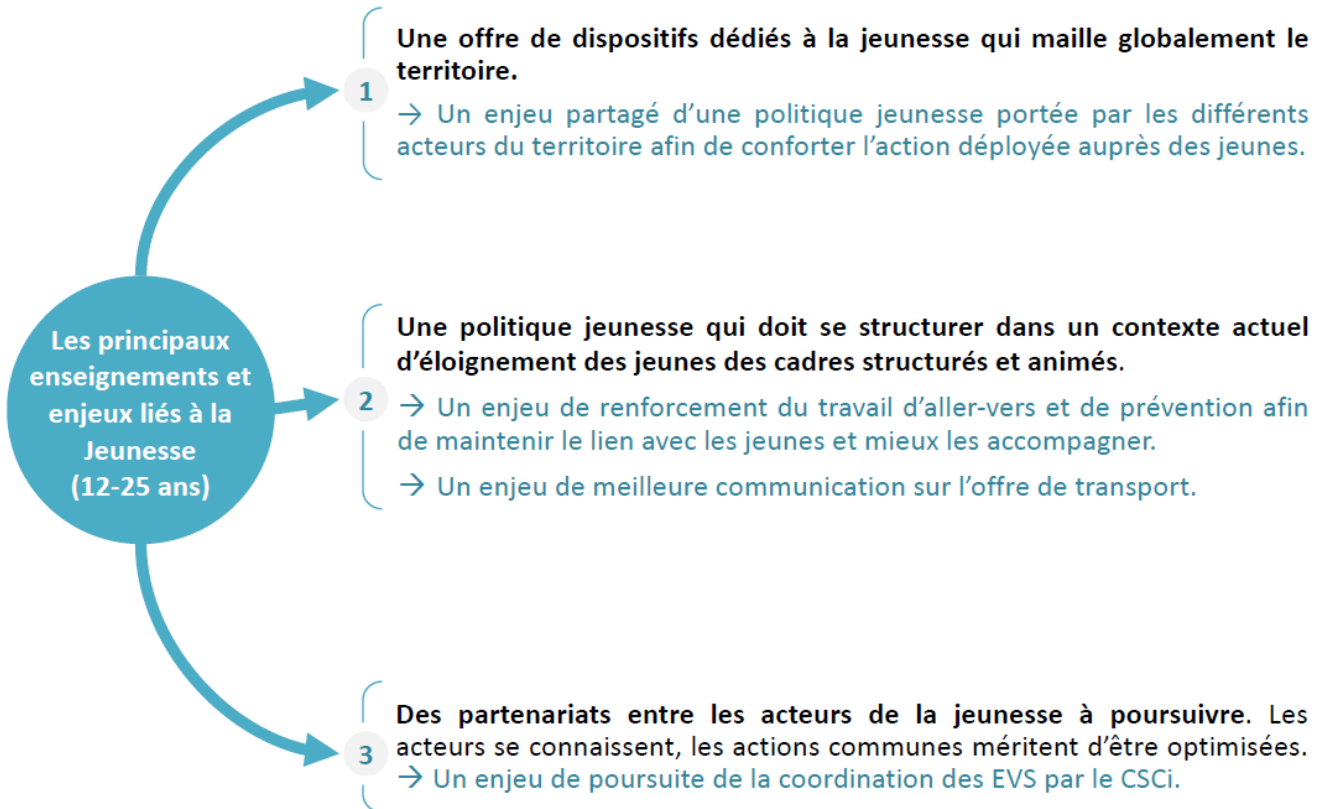 Les principaux
enseignements et
enjeux liés à la
Jeunesse
(12-25 ans)
1
Une offre de dispositifs dédiés à la jeunesse qui maille globalement le
territoire.
→ Un enjeu partagé d’une politique jeunesse portée par les différents
acteurs du territoire afin de conforter l’action déployée auprès des jeunes.
2
Une politique jeunesse qui doit se structurer dans un contexte actuel
d’éloignement des jeunes des cadres structurés et animés.
→ Un enjeu de renforcement du travail d’aller-vers et de prévention afin
de maintenir le lien avec les jeunes et mieux les accompagner.
→ Un enjeu de meilleure communication sur l’offre de transport.
3
Des partenariats entre les acteurs de la jeunesse à poursuivre. Les
acteurs se connaissent, les actions communes méritent d’être optimisées.
→ Un enjeu de poursuite de la coordination des EVS par le CSCi.